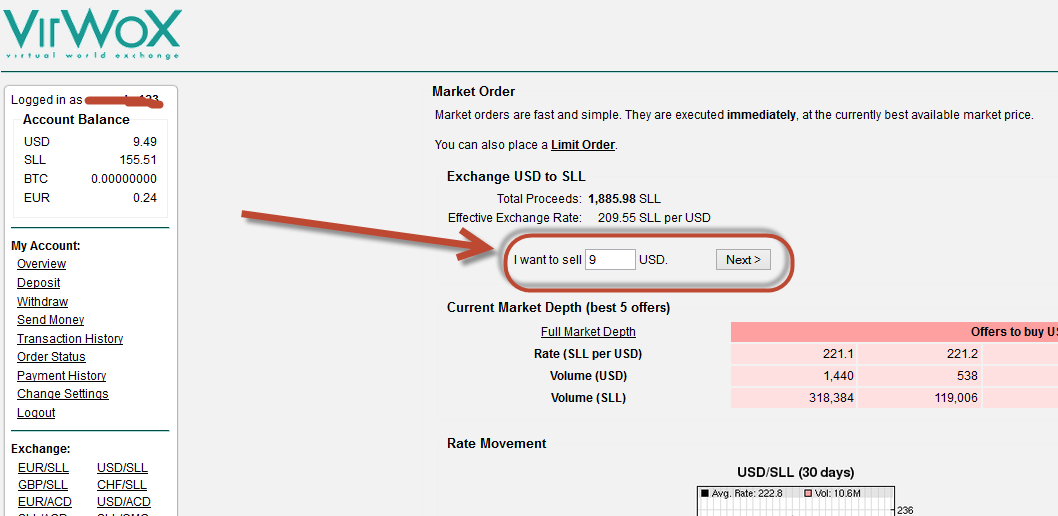 VirWoX
virtual world exchange
Logged in as
Account Balance
USD 9.49
SLL 155.51
BTC 0.00000000
EUR 0.24
My Account:
Overview
Deposit
Withdraw
Send Money
Transaction History
Order Status
Payment History
Change Settings
Logout
Exchange:
EUR/SLL USD/SLL
GBP/SLL CHF/SLL
EUR/ACD USD/ACD
Market Order
Market orders are fast and simple. They are executed immediately, at the currently best available market price.
You can also place a Limit Order.
Exchange USD to SLL
Total Proceeds: 1,885.98 SLL
Effective Exchange Rate: 209.55 SLL per USD
I want to sell 9 USD. Next >
Current Market Depth (best 5 offers)
Full Market Depth Offers to buy
Rate (SLL per USD) 221.1 221.2
Volume (USD) 1,440 538
Volume (SLL) 318,384 119,006
Rate Movement
USD/SLL (30 days)
Avg. Rate: 222.8 Vol: 10.6M
236